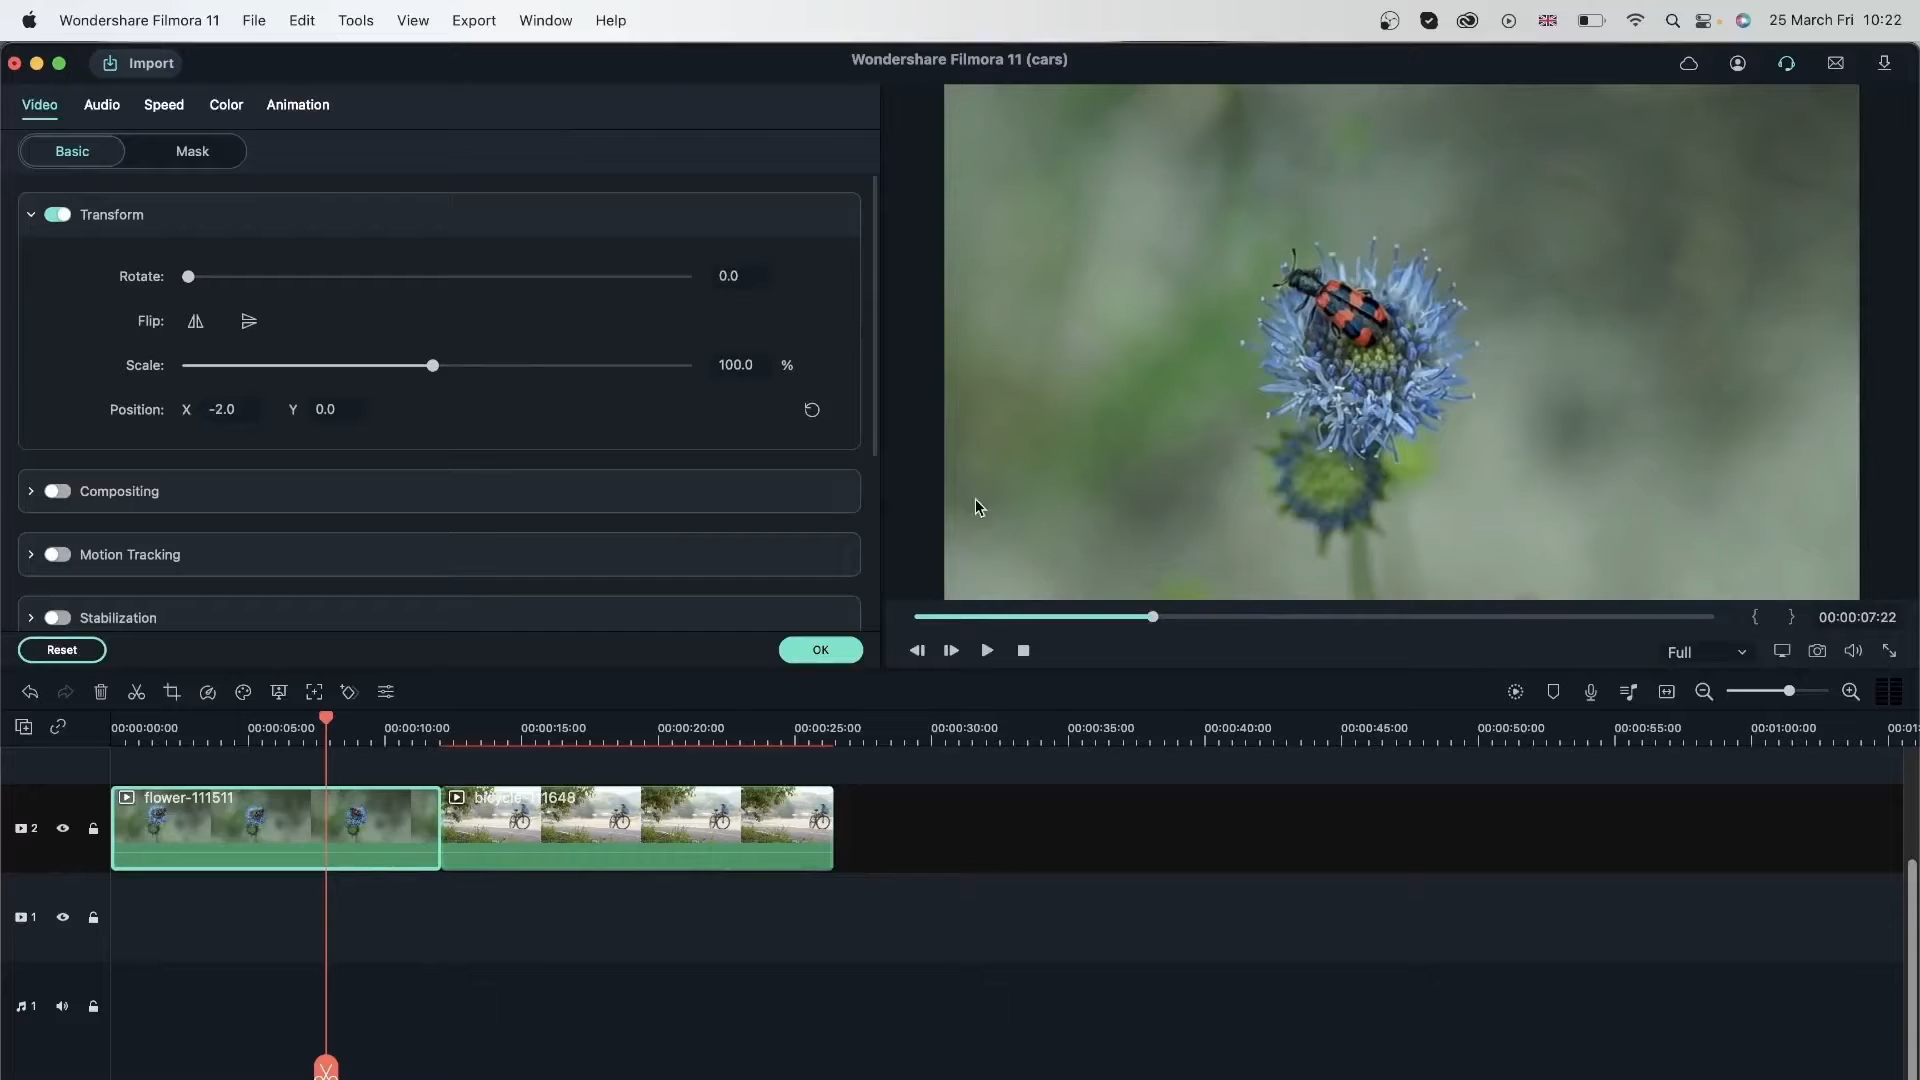 Wondershare Filmora 11 File Edit Tools View Export Window Help 25 March Fri 10:22
Import Wondershare Filmora 11 (cars)
Video Audio Speed Color Animation
Basic Mask
Transform
Rotate: 0.0
Flip:
Scale: 100.0 %
Position: X -2.0 Y 0.0
Compositing
Motion Tracking
Stabilization
{ } 00:00:07:22
Reset OK
Full
00:00:00:00 00:00:05:00 00:00:10:00 00:00:15:00 00:00:20:00 00:00:25:00 00:00:30:00 00:00:35:00 00:00:40:00 00:00:45:00 00:00:50:00 00:00:55:00 00:01:00:00 00:01
flower-111511
2
1
1